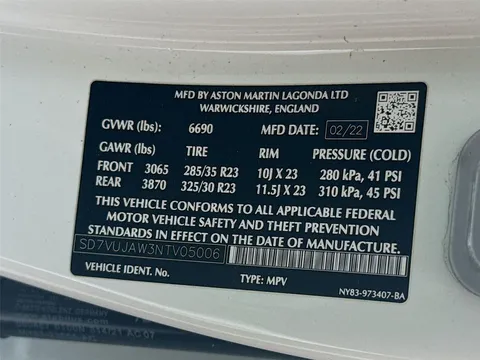 MFD BY ASTON MARTIN LAGONDA LTD
WARWICKSHIRE, ENGLAND
GVWR (lbs): 6690 MFD DATE: 02/22
GAWR (lbs): TIRE RIM PRESSURE (COLD)
FRONT 3065 285/35 R23 10J X 23 280 kPa, 41 PSI
REAR 3870 325/30 R23 11.5J X 23 310 kPa, 45 PSI
THIS VEHICLE CONFORMS TO ALL APPLICABLE FEDERAL
MOTOR VEHICLE SAFETY AND THEFT PREVENTION
STANDARDS IN EFFECT ON THE DATE OF MANUFACTURE
SD7VUJAW3NTV05006
VEHICLE IDENT NO: TYPE: MPV
NY83-973407-BA